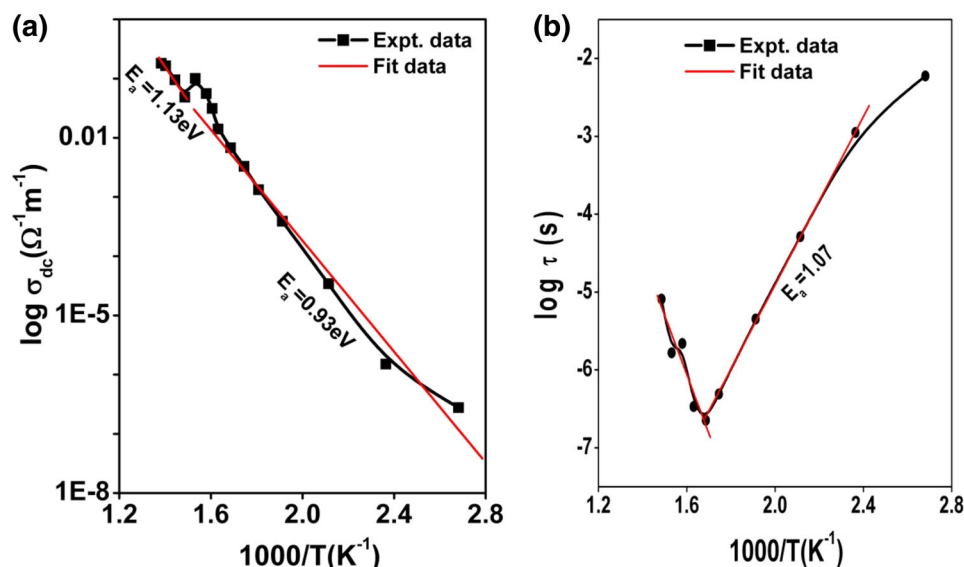 (a)
Expt. data
Fit data
E_a=1.13eV
E_a=0.93eV
0.01
1E-5
1E-8
log σ_dc(Ω⁻¹m⁻¹)
1.2 1.6 2.0 2.4 2.8
1000/T(K⁻¹)
(b)
Expt. data
Fit data
E_a=1.07
-2
-3
-4
-5
-6
-7
log τ (s)
1.2 1.6 2.0 2.4 2.8
1000/T(K⁻¹)